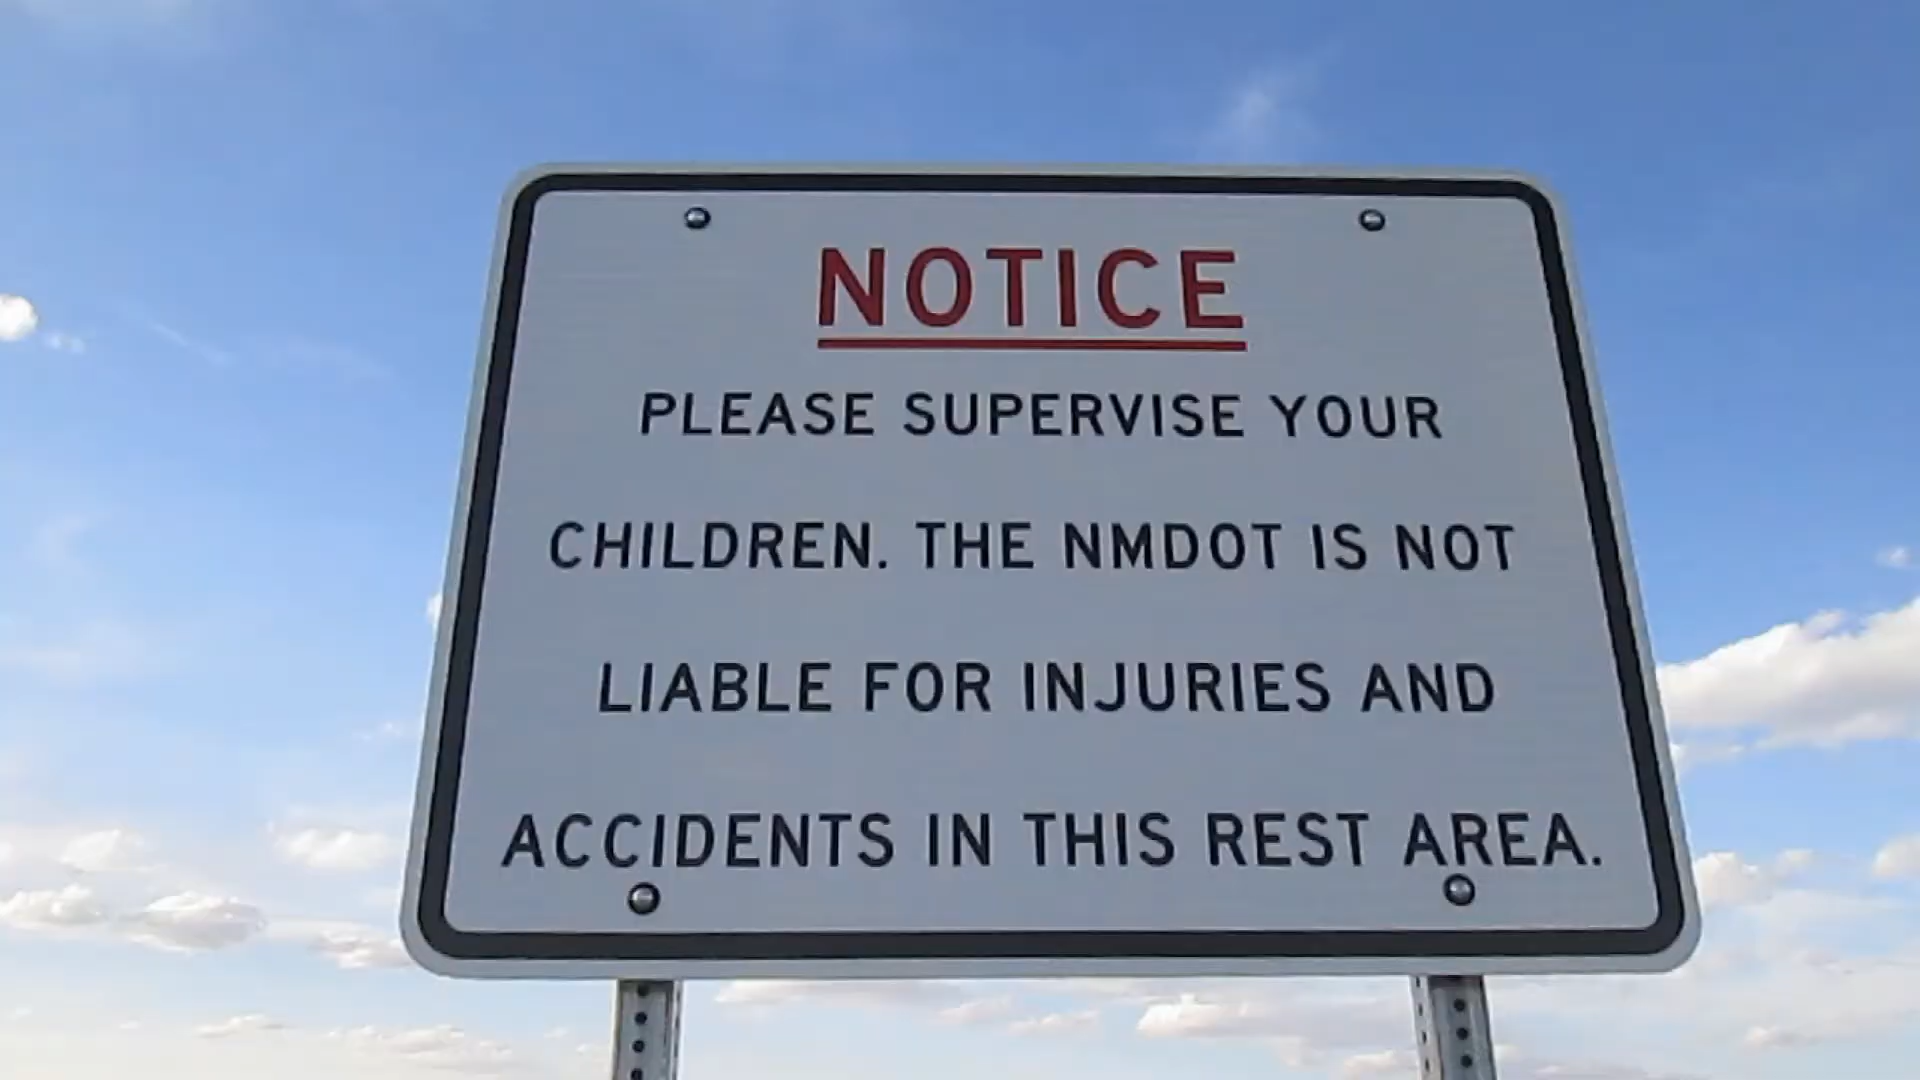 NOTICE
PLEASE SUPERVISE YOUR
CHILDREN. THE NMDOT IS NOT
LIABLE FOR INJURIES AND
ACCIDENTS IN THIS REST AREA.